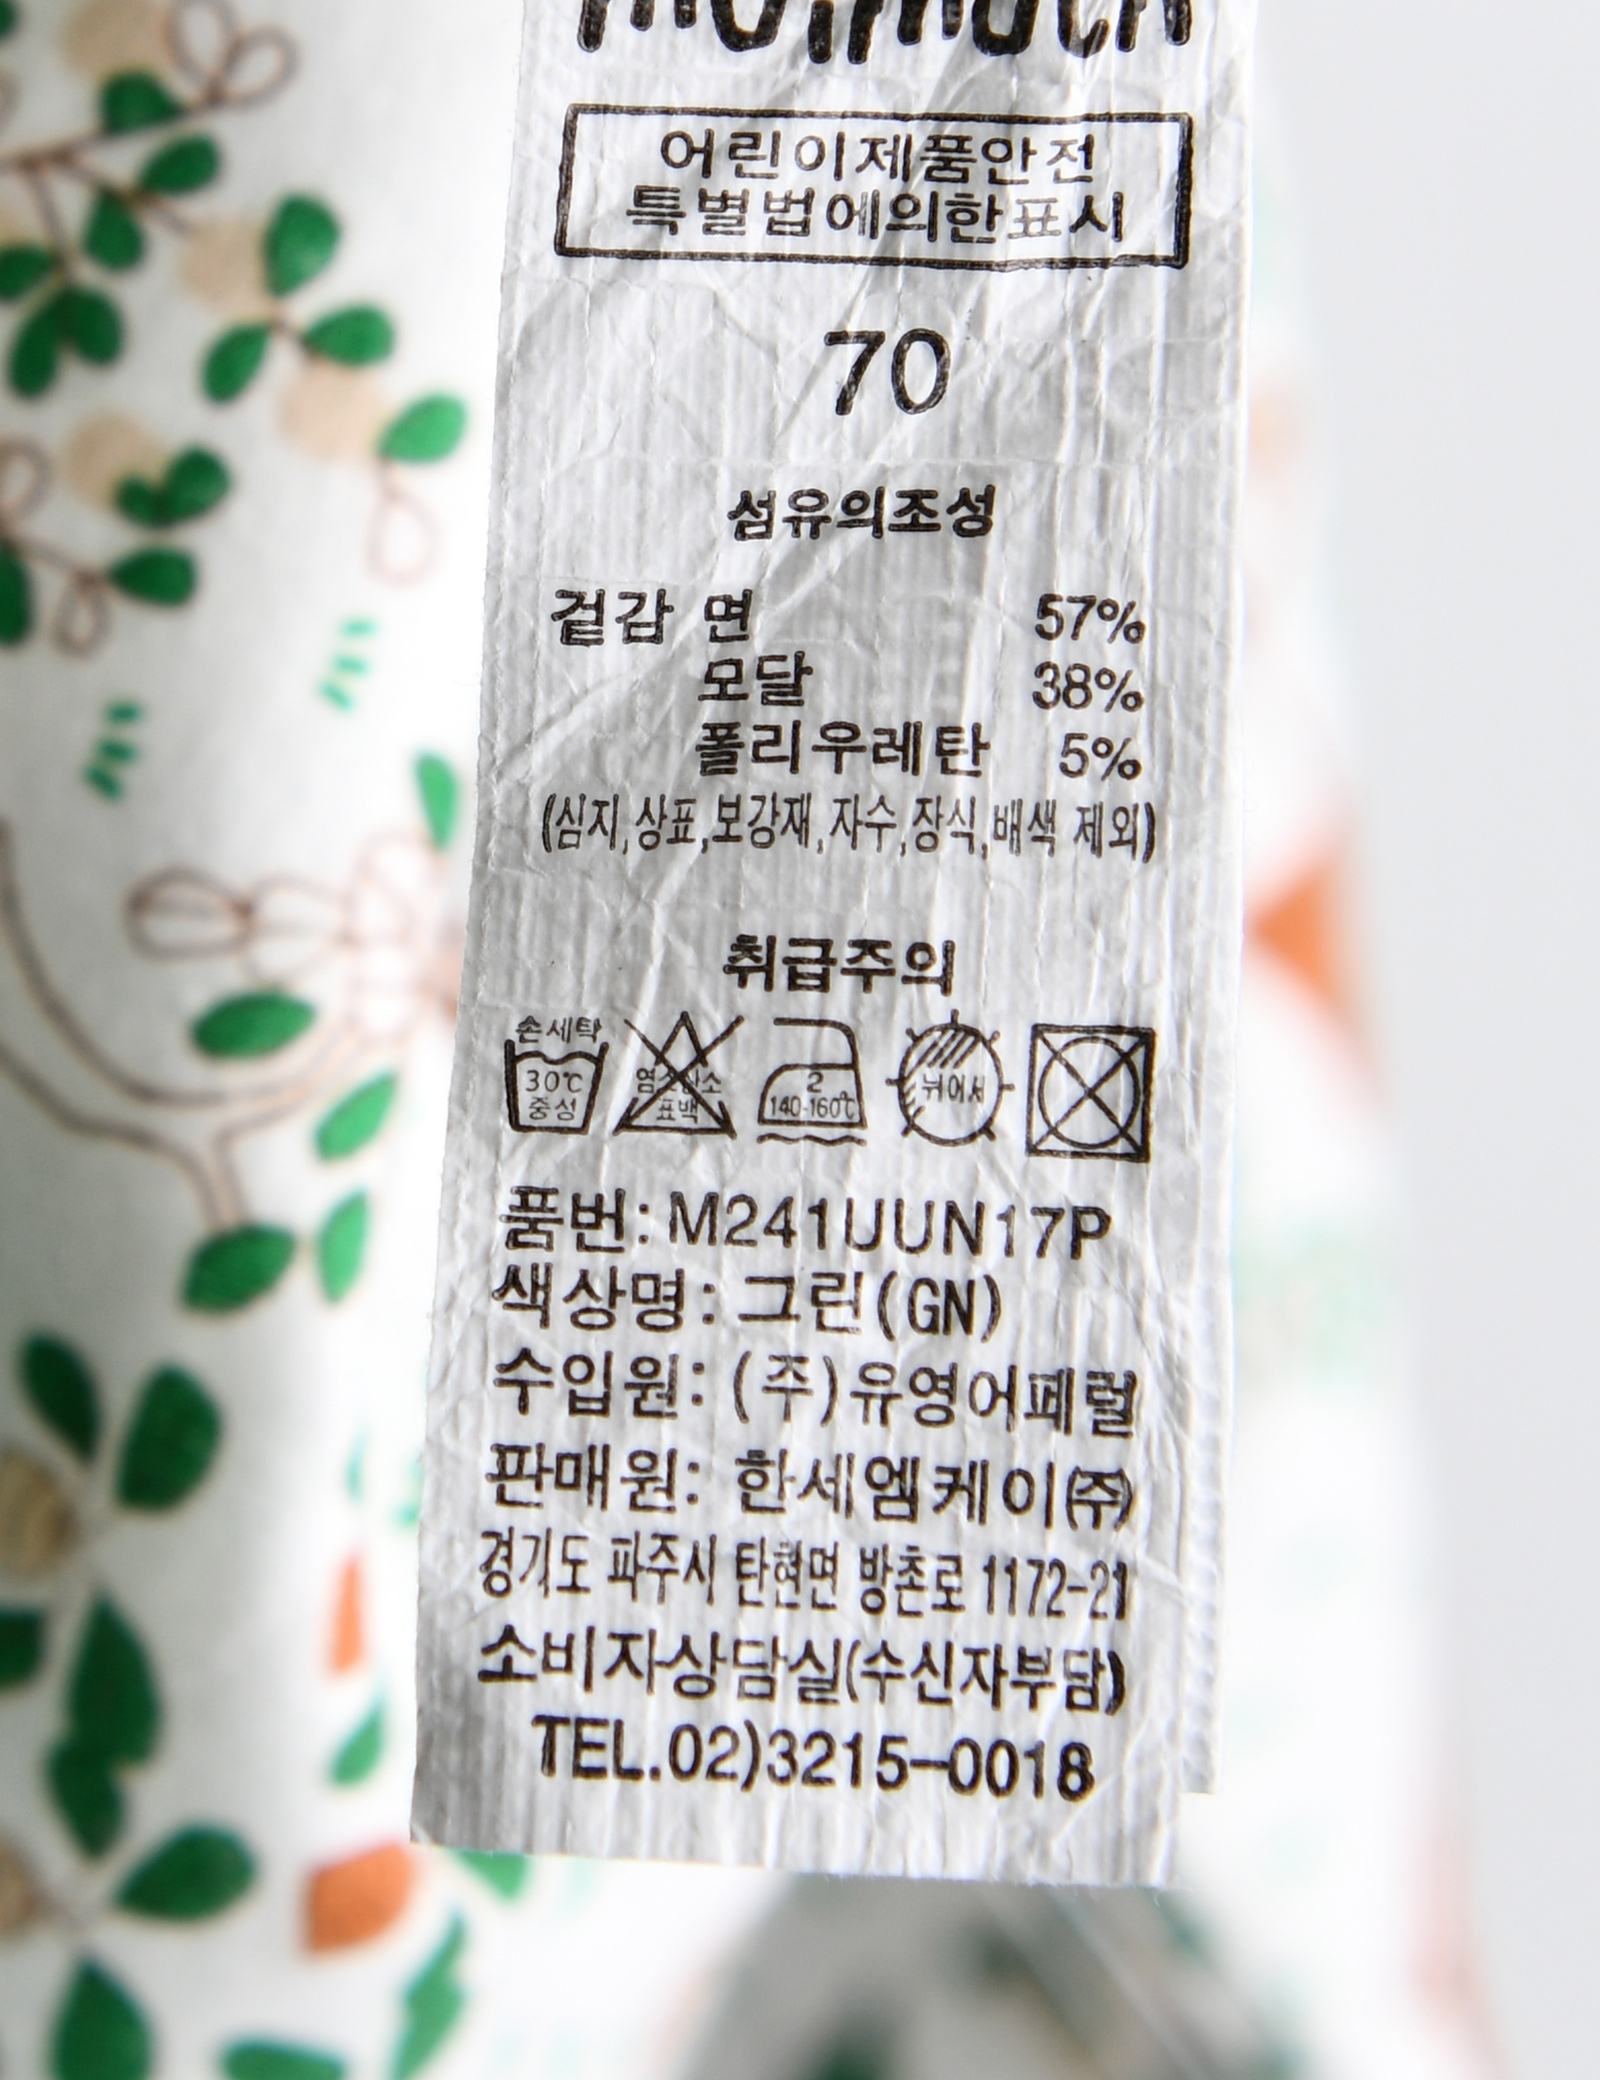 어린이제품안전
특별법에의한표시
70
섬유의조성
겉감 면 57%
모달 38%
폴리우레탄 5%
(심지,상표,보강재,자수,장식,배색 제외)
취급주의
손세탁
30℃
중성
염소산소
표백
2
140-160℃
뉘어서
품번: M241UUN17P
색상명: 그린(GN)
수입원: (주)유영어페럴
판매원: 한세엠케이㈜
경기도 파주시 탄현면 방촌로 1172-21
소비자상담실(수신자부담)
TEL.02)3215-0018